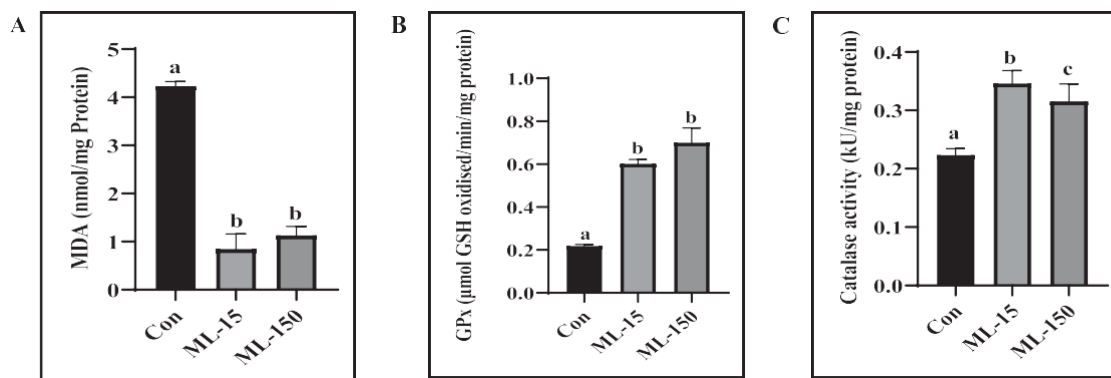 A
MDA (nmol/mg Protein)
5
4
3
2
1
0
a
b
b
Con
ML-15
ML-150
B
GPx (µmol GSH oxidised/min/mg protein)
1.0
0.8
0.6
0.4
0.2
0.0
a
b
b
Con
ML-15
ML-150
C
Catalase activity (kU/mg protein)
0.4
0.3
0.2
0.1
0.0
a
b
c
Con
ML-15
ML-150